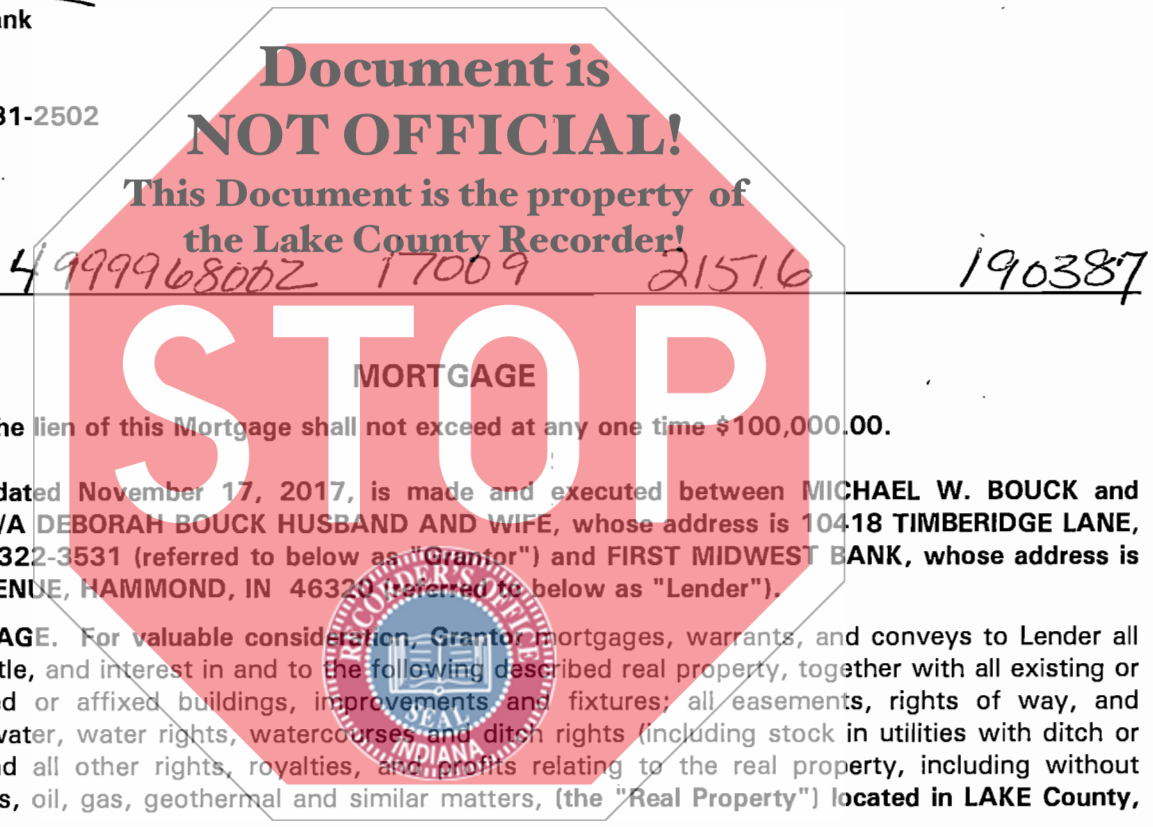 ank
31-2502
Document is
NOT OFFICIAL!
This Document is the property of
the Lake County Recorder!
4 999968002 17009 21516 190387
STOP
MORTGAGE
he lien of this Mortgage shall not exceed at any one time $100,000.00.
dated November 17, 2017, is made and executed between MICHAEL W. BOUCK and
/A DEBORAH BOUCK HUSBAND AND WIFE, whose address is 10418 TIMBERIDGE LANE,
322-3531 (referred to below as "Grantor") and FIRST MIDWEST BANK, whose address is
ENUE, HAMMOND, IN 46320 (referred to below as "Lender").
AGE. For valuable consideration, Grantor mortgages, warrants, and conveys to Lender all
tle, and interest in and to the following described real property, together with all existing or
ed or affixed buildings, improvements and fixtures; all easements, rights of way, and
vater, water rights, watercourses and ditch rights (including stock in utilities with ditch or
nd all other rights, royalties, and profits relating to the real property, including without
s, oil, gas, geothermal and similar matters, (the "Real Property") located in LAKE County,
RECORDER'S OFFICE
SEAL
INDIANA